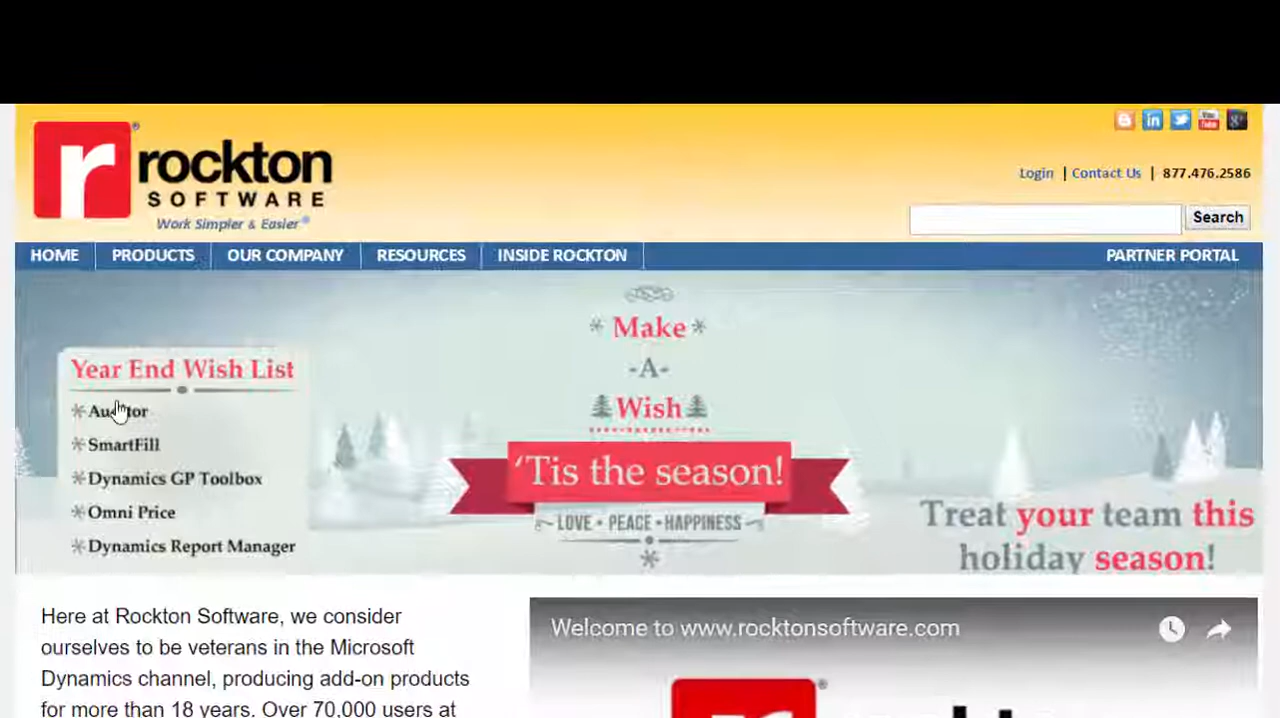 r rockton
SOFTWARE
Work Simpler & Easier®
Login | Contact Us | 877.476.2586
Search
HOME PRODUCTS OUR COMPANY RESOURCES INSIDE ROCKTON PARTNER PORTAL
Make
-A-
Wish
'Tis the season!
LOVE • PEACE • HAPPINESS
Year End Wish List
Auditor
SmartFill
Dynamics GP Toolbox
Omni Price
Dynamics Report Manager
Treat your team this
holiday season!
Here at Rockton Software, we consider
ourselves to be veterans in the Microsoft
Dynamics channel, producing add-on products
for more than 18 years. Over 70,000 users at
Welcome to www.rocktonsoftware.com